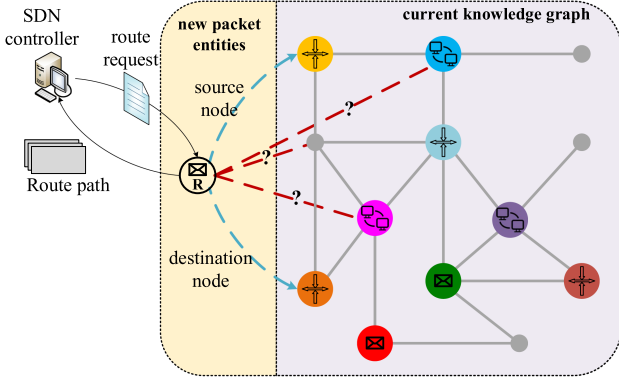 SDN
controller
route
request
Route path
new packet
entities
source
node
R
destination
node
current knowledge graph
?
?
?